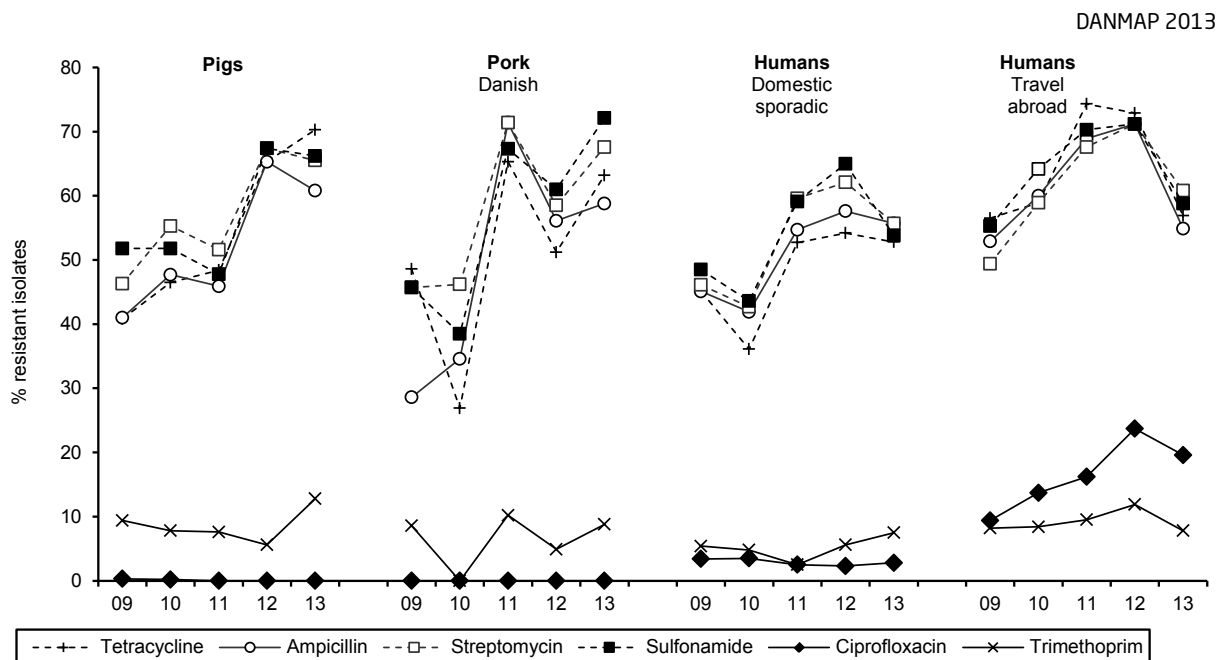 DANMAP 2013
Pigs
Pork
Danish
Humans
Domestic
sporadic
Humans
Travel
abroad
% resistant isolates
80
70
60
50
40
30
20
10
0
09 10 11 12 13 09 10 11 12 13 09 10 11 12 13 09 10 11 12 13
Tetracycline Ampicillin Streptomycin Sulfonamide Ciprofloxacin Trimethoprim